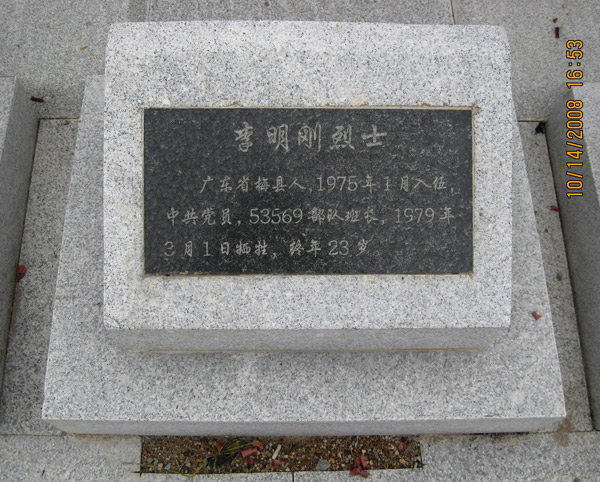 李明刚烈士
广东省梅县人，1975年1月入伍，
中共党员，53569部队班长，1979年
3月1日牺牲，终年23岁。
10/14/2008 16:53